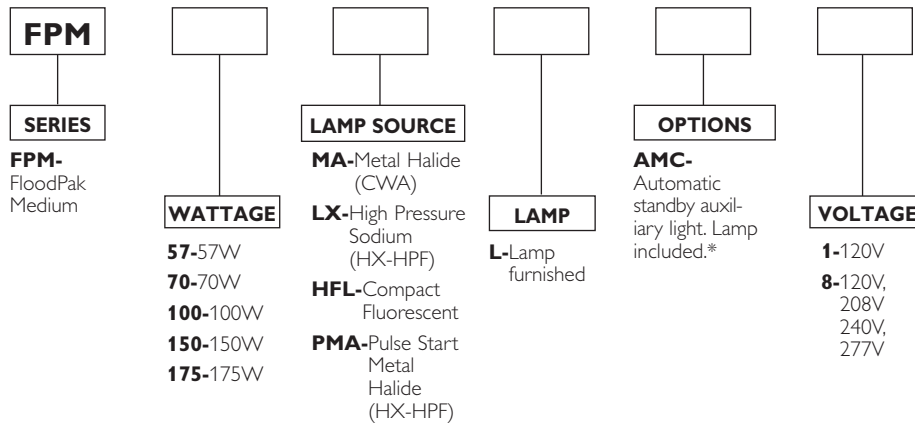 FPM
SERIES
FPM-
FloodPak
Medium
WATTAGE
57-57W
70-70W
100-100W
150-150W
175-175W
LAMP SOURCE
MA-Metal Halide
(CWA)
LX-High Pressure
Sodium
(HX-HPF)
HFL-Compact
Fluorescent
PMA-Pulse Start
Metal
Halide
(HX-HPF)
LAMP
L-Lamp
furnished
OPTIONS
AMC-
Automatic
standby auxil-
iary light. Lamp
included.*
VOLTAGE
1-120V
8-120V,
208V
240V,
277V